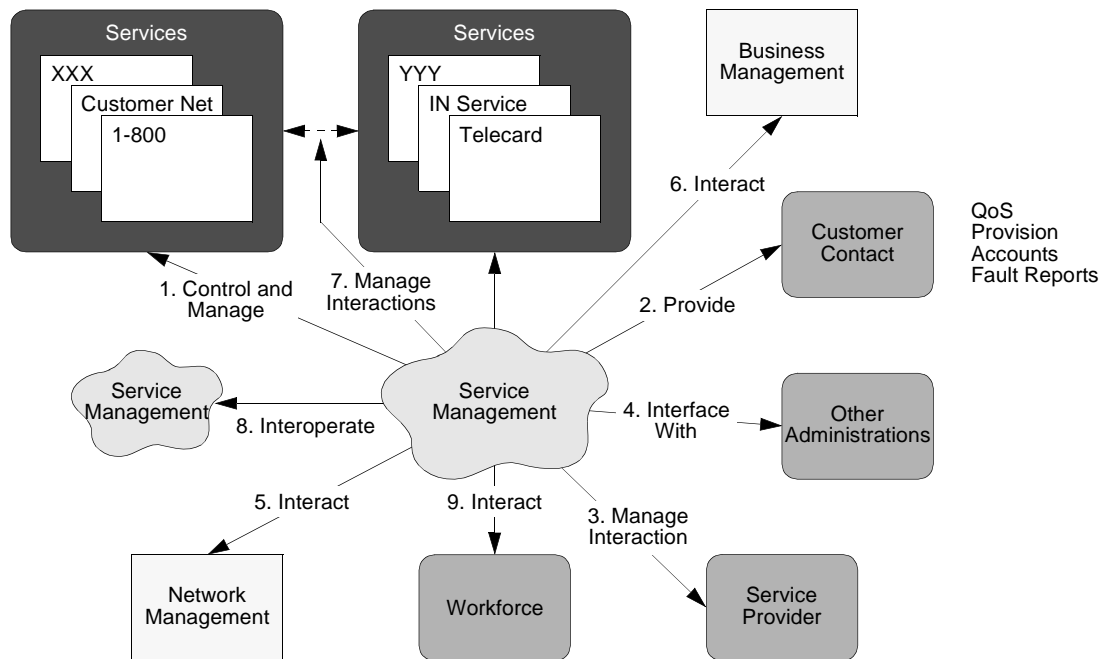 Services
XXX
Customer Net
1-800
Services
YYY
IN Service
Telecard
Business
Management
6. Interact
Customer
Contact
QoS
Provision
Accounts
Fault Reports
1. Control and
Manage
7. Manage
Interactions
2. Provide
Service
Management
8. Interoperate
Service
Management
4. Interface
With
Other
Administrations
5. Interact
9. Interact
3. Manage
Interaction
Network
Management
Workforce
Service
Provider